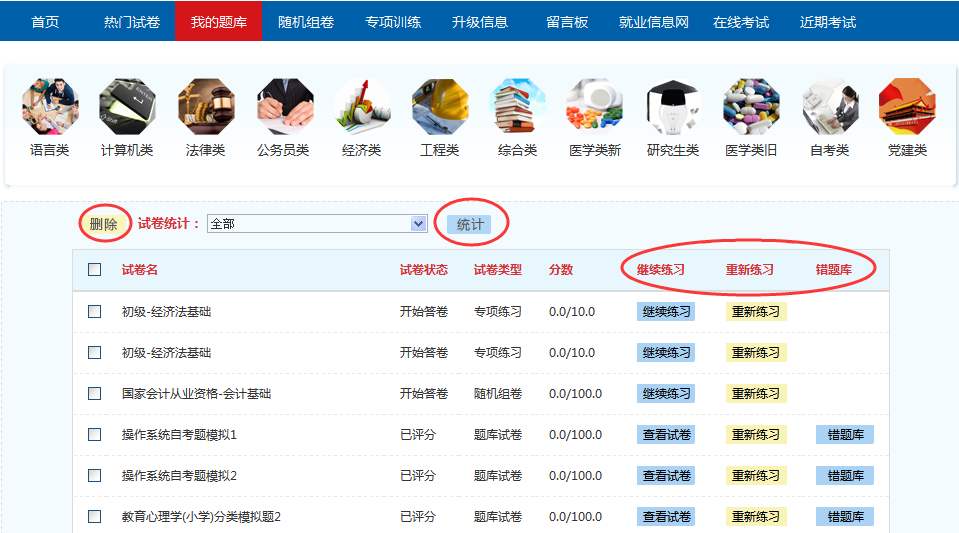 首页 热门试卷 我的题库 随机组卷 专项训练 升级信息 留言板 就业信息网 在线考试 近期考试
语言类 计算机类 法律类 公务员类 经济类 工程类 综合类 医学类新 研究生类 医学类旧 自考类 党建类
删除 试卷统计： 全部 统计
试卷名 试卷状态 试卷类型 分数 继续练习 重新练习 错题库
初级-经济法基础 开始答卷 专项练习 0.0/10.0 继续练习 重新练习
初级-经济法基础 开始答卷 专项练习 0.0/10.0 继续练习 重新练习
国家会计从业资格-会计基础 开始答卷 随机组卷 0.0/100.0 继续练习 重新练习
操作系统自考题模拟1 已评分 题库试卷 0.0/100.0 查看试卷 重新练习 错题库
操作系统自考题模拟2 已评分 题库试卷 0.0/100.0 查看试卷 重新练习 错题库
教育心理学(小学)分类模拟题2 已评分 题库试卷 0.0/100.0 查看试卷 重新练习 错题库